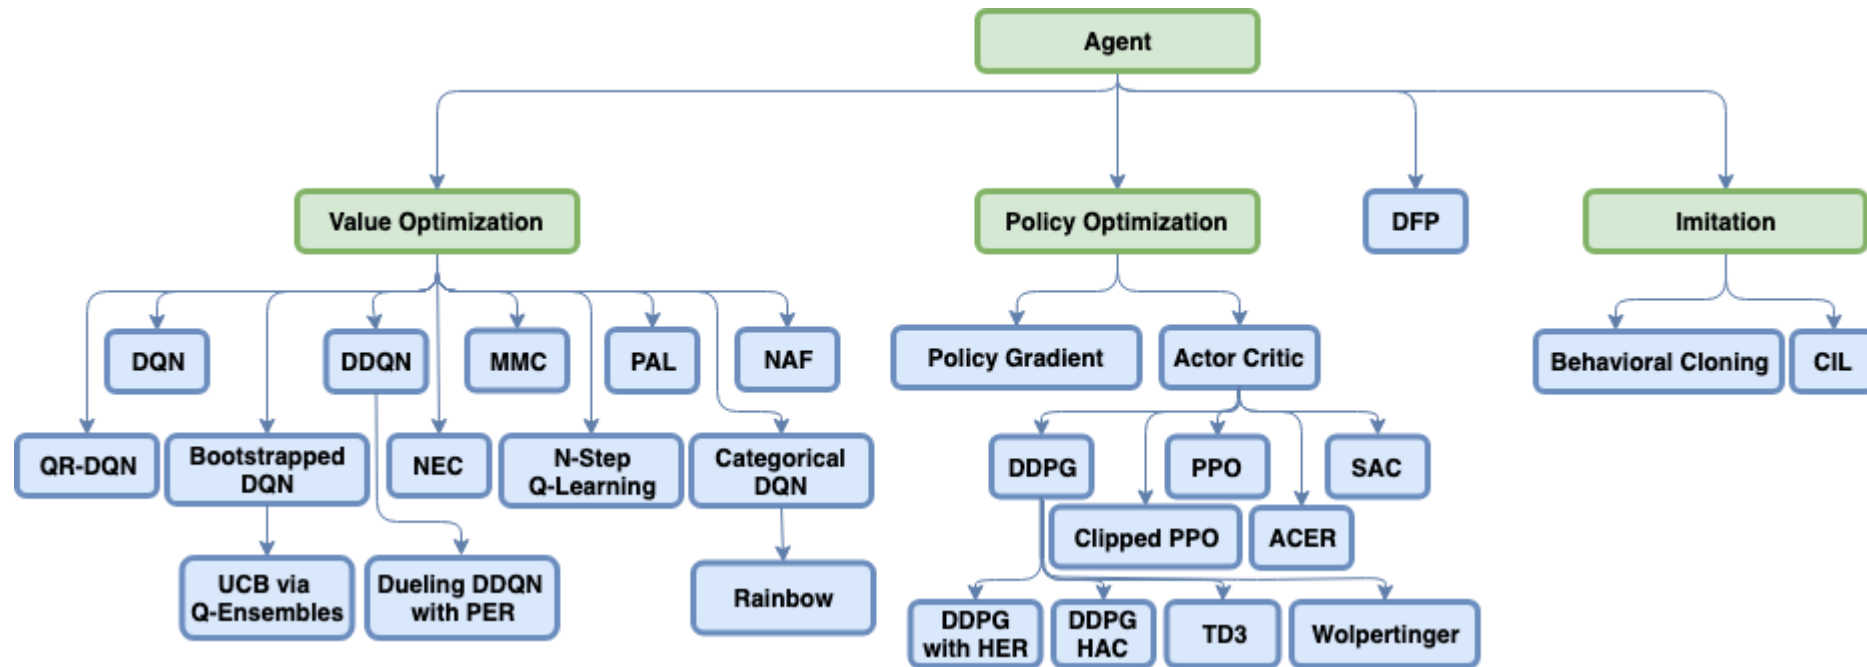 Agent
Value Optimization
Policy Optimization
DFP
Imitation
DQN
DDQN
MMC
PAL
NAF
Policy Gradient
Actor Critic
Behavioral Cloning
CIL
QR-DQN
Bootstrapped
DQN
NEC
N-Step
Q-Learning
Categorical
DQN
DDPG
PPO
SAC
Clipped PPO
ACER
UCB via
Q-Ensembles
Dueling DDQN
with PER
Rainbow
DDPG
with HER
DDPG
HAC
TD3
Wolpertinger